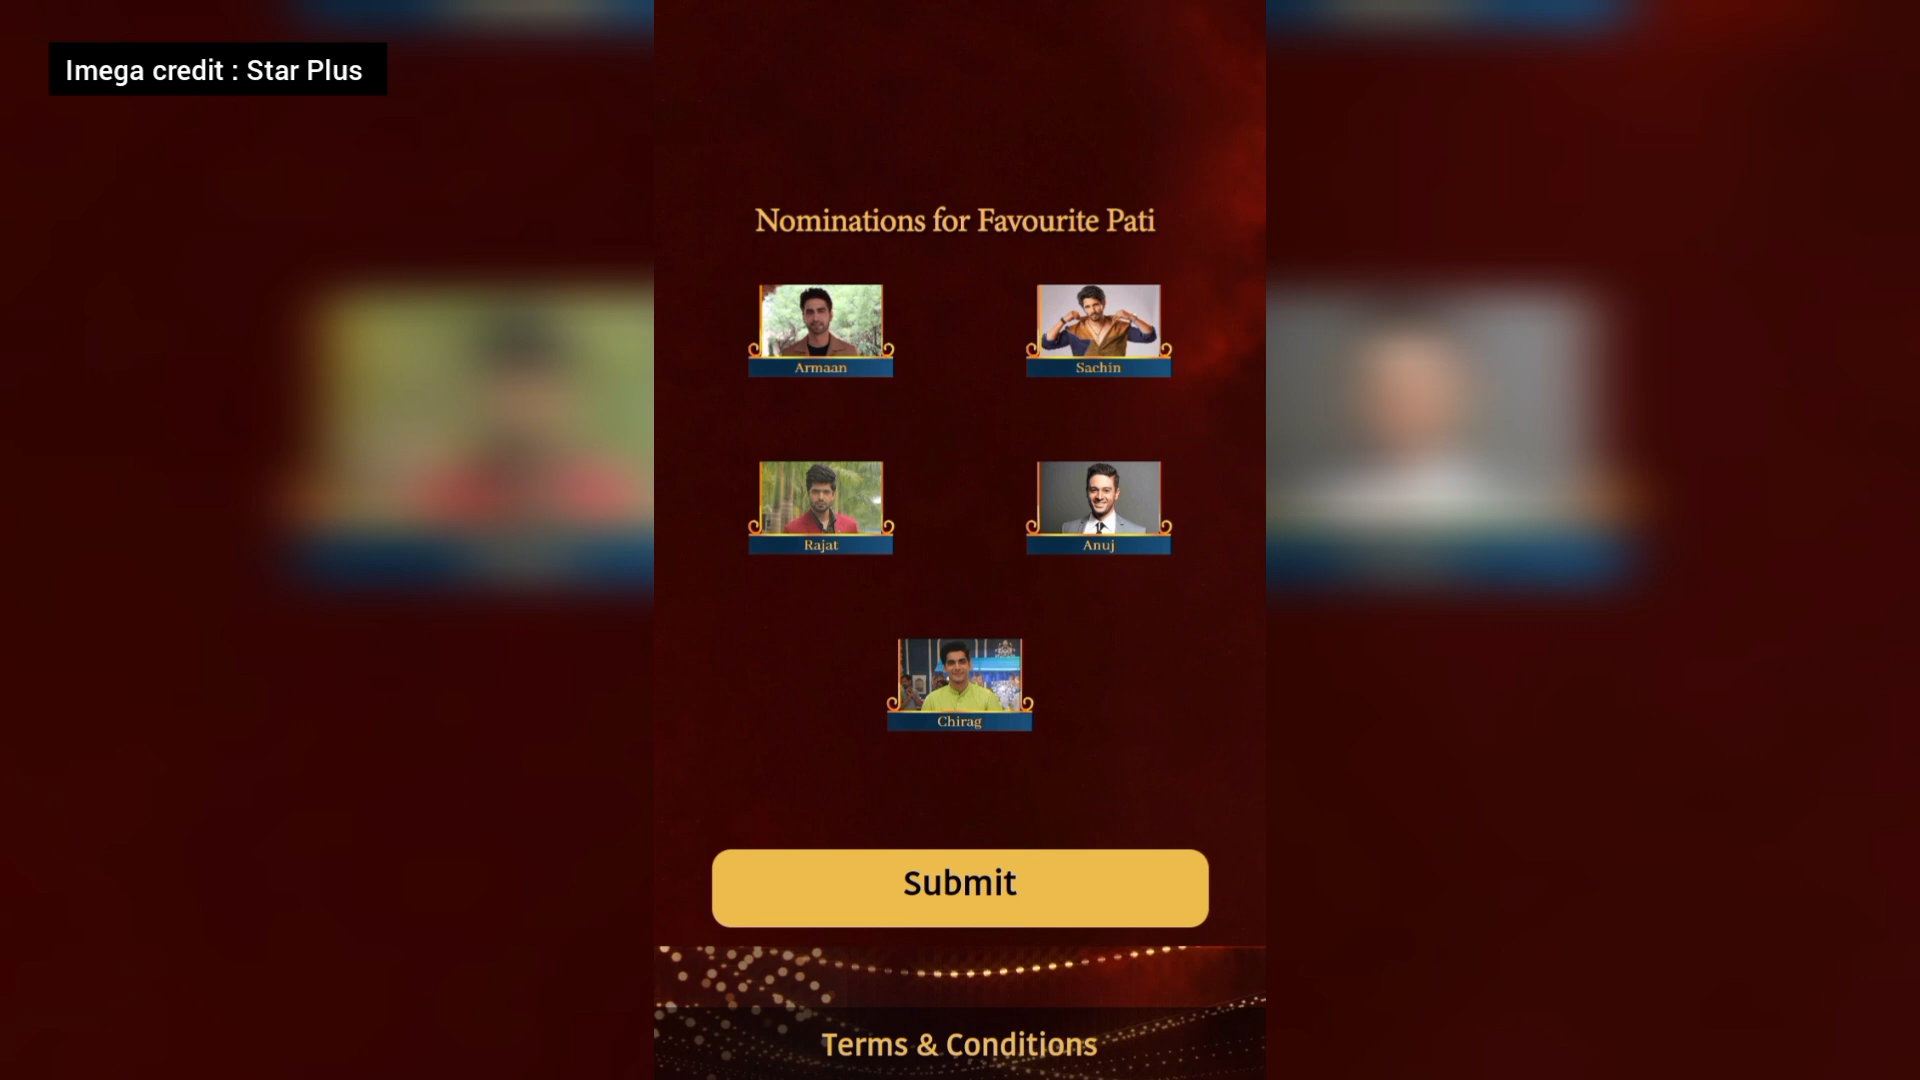 Imega credit : Star Plus
Nominations for Favourite Pati
Armaan
Sachin
Rajat
Anuj
Chirag
Submit
Terms & Conditions